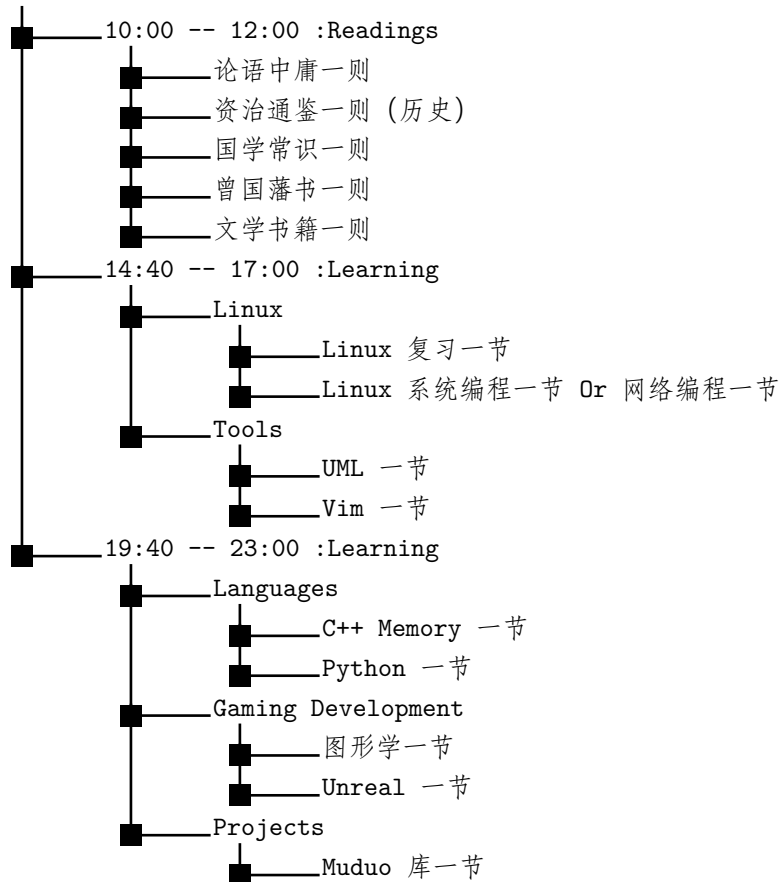 10:00 -- 12:00 :Readings
论语中庸一则
资治通鉴一则 (历史)
国学常识一则
曾国藩书一则
文学书籍一则
14:40 -- 17:00 :Learning
Linux
Linux 复习一节
Linux 系统编程一节 Or 网络编程一节
Tools
UML 一节
Vim 一节
19:40 -- 23:00 :Learning
Languages
C++ Memory 一节
Python 一节
Gaming Development
图形学一节
Unreal 一节
Projects
Muduo 库一节